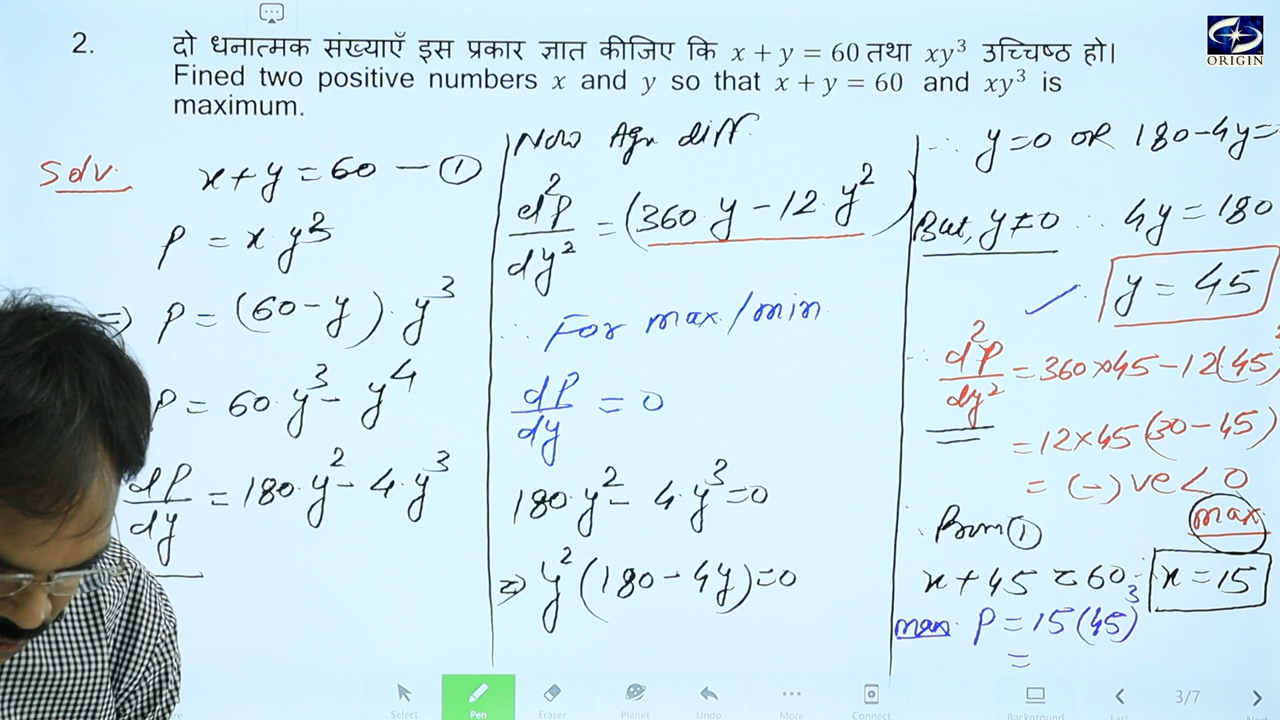 2. दो धनात्मक संख्याएँ इस प्रकार ज्ञात कीजिए कि x + y = 60 तथा xy³ उच्चिष्ठ हो।
Fined two positive numbers x and y so that x + y = 60 and xy³ is
maximum.
ORIGIN
Solv.
x + y = 60 — ①
P = x·y³
=> P = (60 - y)·y³
P = 60·y³ - y⁴
dP/dy = 180·y² - 4·y³
Now Agn diff.
d²P/dy² = (360·y - 12·y²)
∴ For max/min
dP/dy = 0
180·y² - 4·y³ = 0
=> y²(180 - 4y) = 0
∴ y = 0 OR 180 - 4y =
But, y ≠ 0 ∴ 4y = 180
y = 45
∴ d²P/dy² = 360×45 - 12(45)²
= 12×45(30 - 45)
= (-)ve < 0
max
From ①
x + 45 = 60 ∴ x = 15
max P = 15(45)³
=
Select
Pen
Eraser
Planet
Undo
More
Connect
Background
Last
3/7